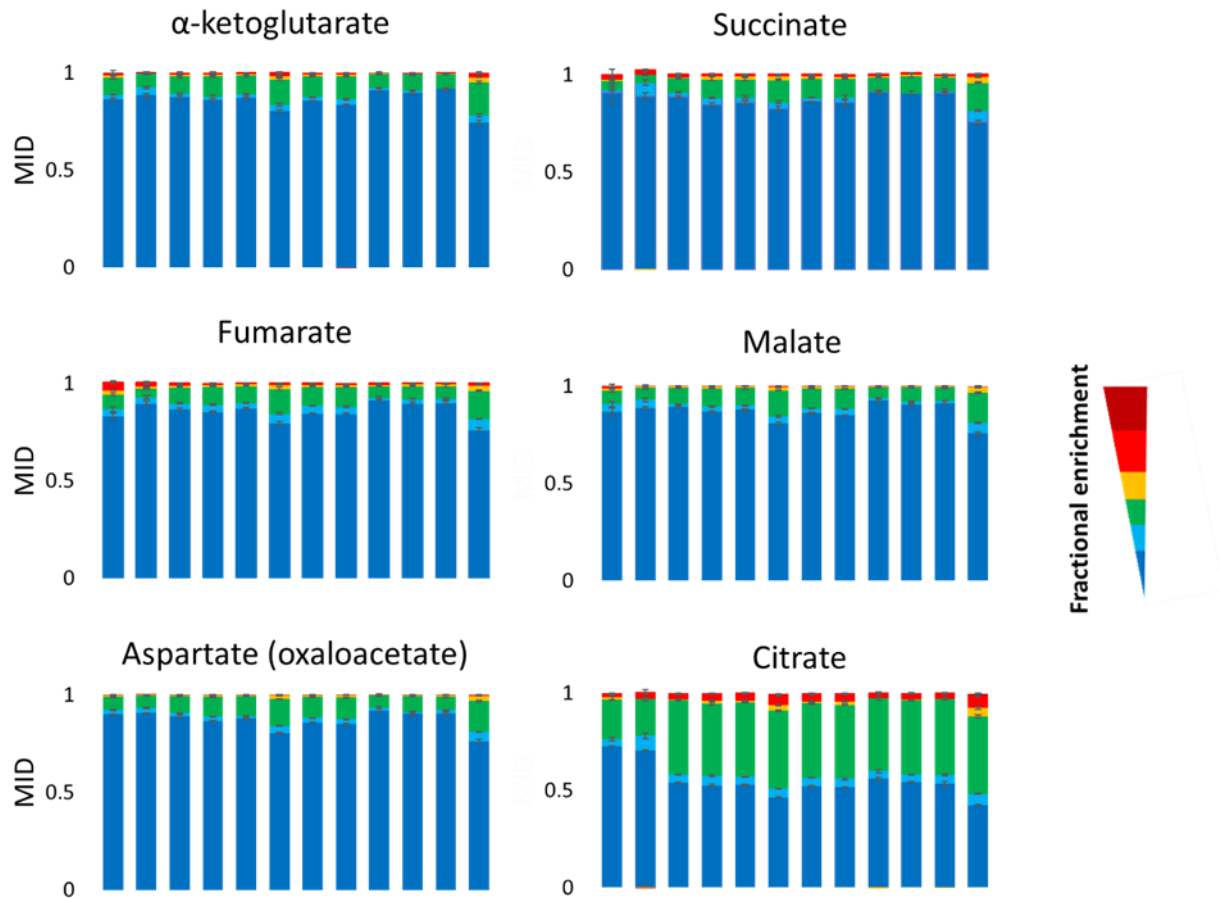 α-ketoglutarate
Succinate
MID
1
0.5
0
1
0.5
0
Fumarate
Malate
MID
1
0.5
0
1
0.5
0
Fractional enrichment
Aspartate (oxaloacetate)
Citrate
MID
1
0.5
0
1
0.5
0